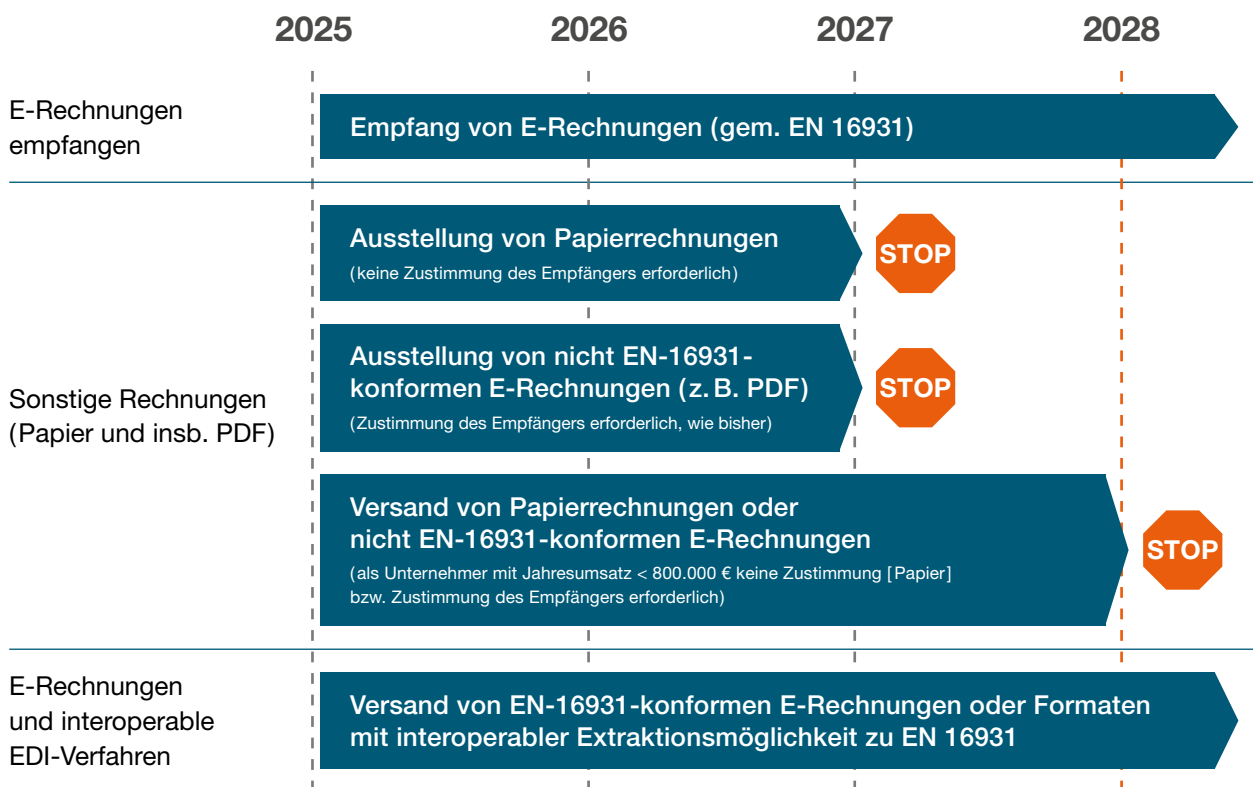 2025 2026 2027 2028
E-Rechnungen
empfangen
Empfang von E-Rechnungen (gem. EN 16931)
Ausstellung von Papierrechnungen
(keine Zustimmung des Empfängers erforderlich)
STOP
Sonstige Rechnungen
(Papier und insb. PDF)
Ausstellung von nicht EN-16931-
konformen E-Rechnungen (z. B. PDF)
(Zustimmung des Empfängers erforderlich, wie bisher)
STOP
Versand von Papierrechnungen oder
nicht EN-16931-konformen E-Rechnungen
(als Unternehmer mit Jahresumsatz < 800.000 € keine Zustimmung [Papier]
bzw. Zustimmung des Empfängers erforderlich)
STOP
E-Rechnungen
und interoperable
EDI-Verfahren
Versand von EN-16931-konformen E-Rechnungen oder Formaten
mit interoperabler Extraktionsmöglichkeit zu EN 16931